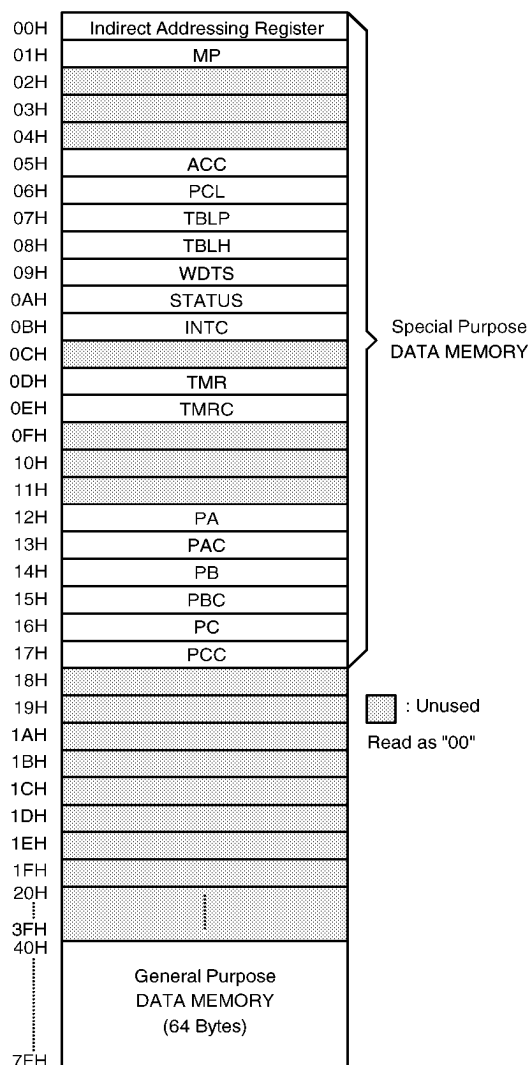 00H Indirect Addressing Register
01H MP
02H
03H
04H
05H ACC
06H PCL
07H TBLP
08H TBLH
09H WDTS
0AH STATUS
0BH INTC
0CH
0DH TMR
0EH TMRC
0FH
10H
11H
12H PA
13H PAC
14H PB
15H PBC
16H PC
17H PCC
18H
19H
1AH
1BH
1CH
1DH
1EH
1FH
20H
3FH
40H
General Purpose
DATA MEMORY
(64 Bytes)
7FH
Special Purpose
DATA MEMORY
: Unused
Read as "00"